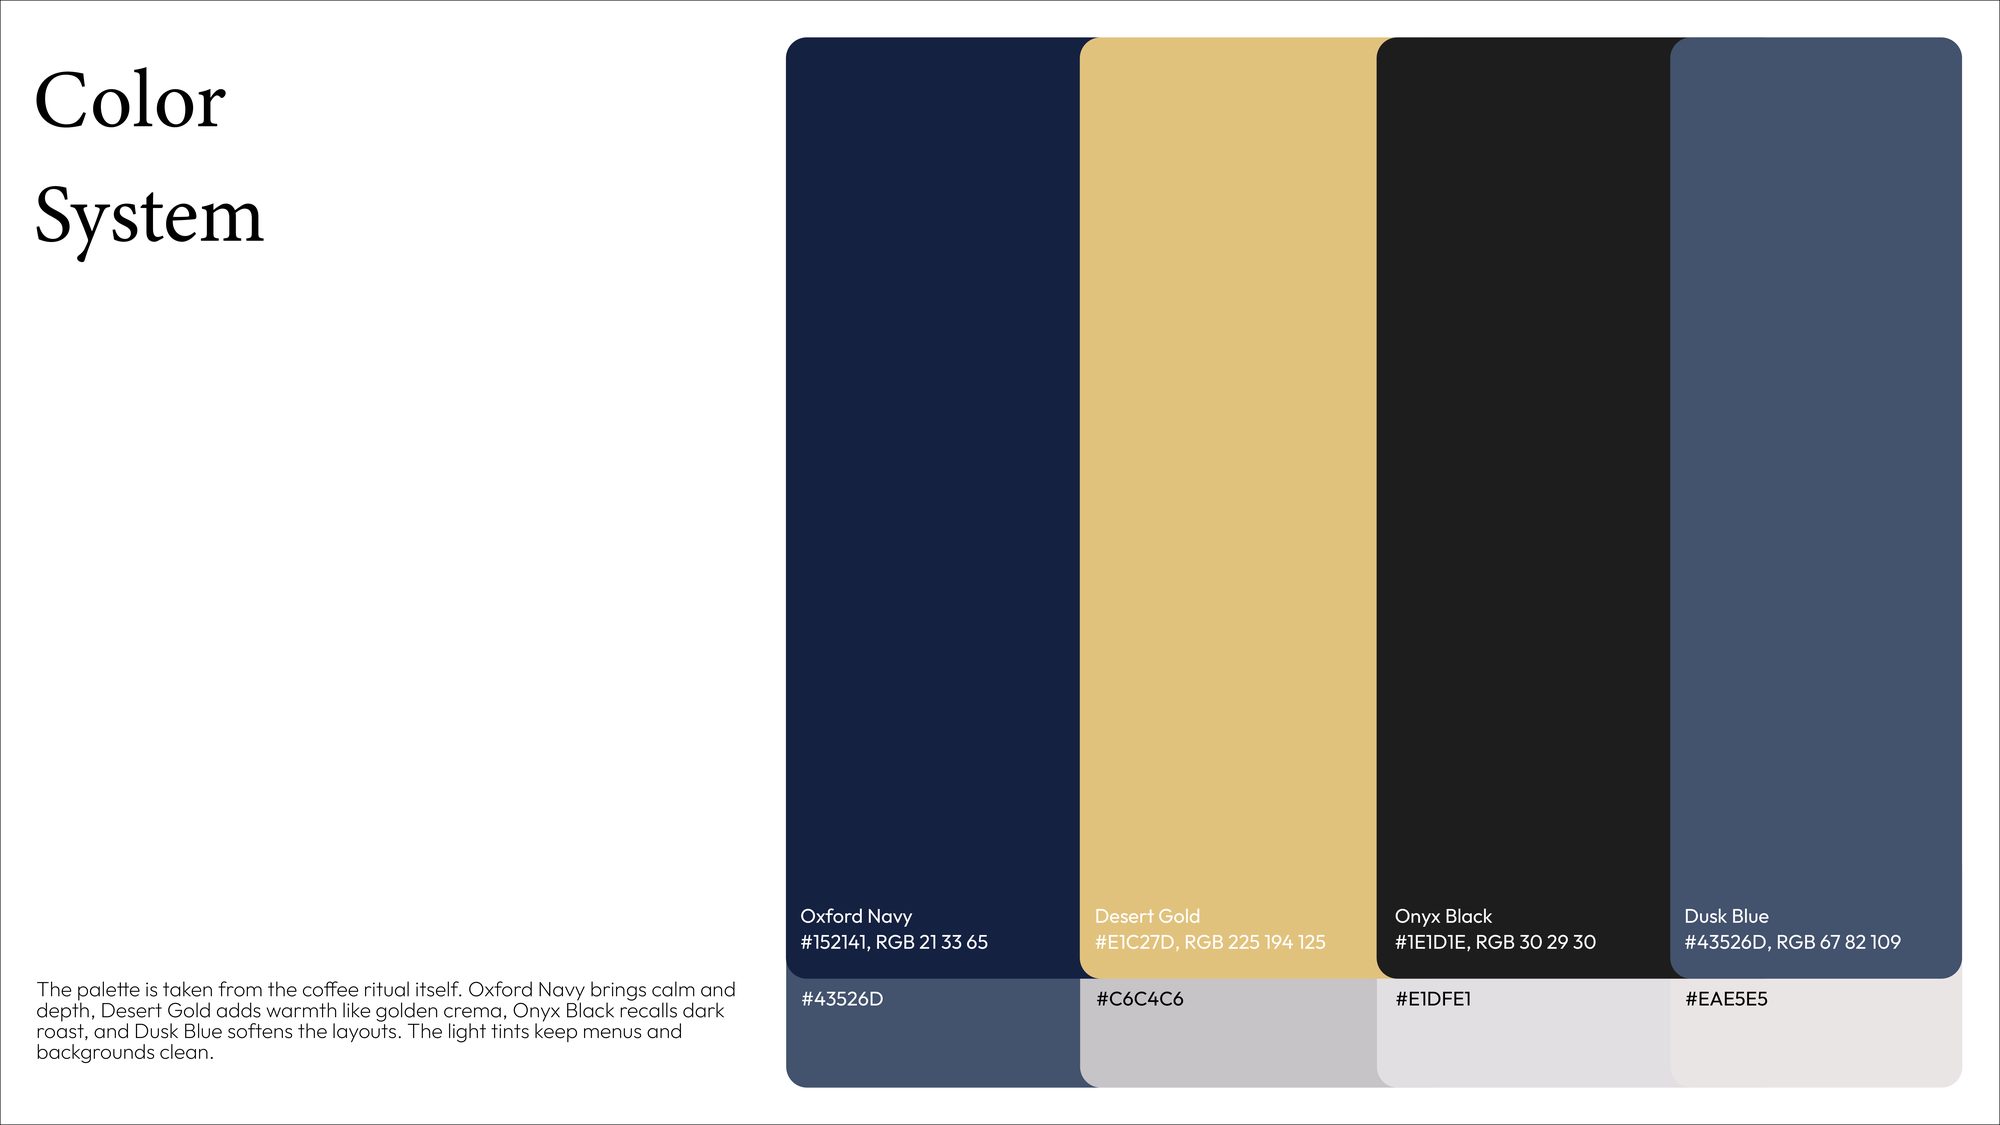 Color
System
The palette is taken from the coffee ritual itself. Oxford Navy brings calm and
depth, Desert Gold adds warmth like golden crema, Onyx Black recalls dark
roast, and Dusk Blue softens the layouts. The light tints keep menus and
backgrounds clean.
Oxford Navy
#152141, RGB 21 33 65
Desert Gold
#E1C27D, RGB 225 194 125
Onyx Black
#1E1D1E, RGB 30 29 30
Dusk Blue
#43526D, RGB 67 82 109
#43526D
#C6C4C6
#E1DFE1
#EAE5E5